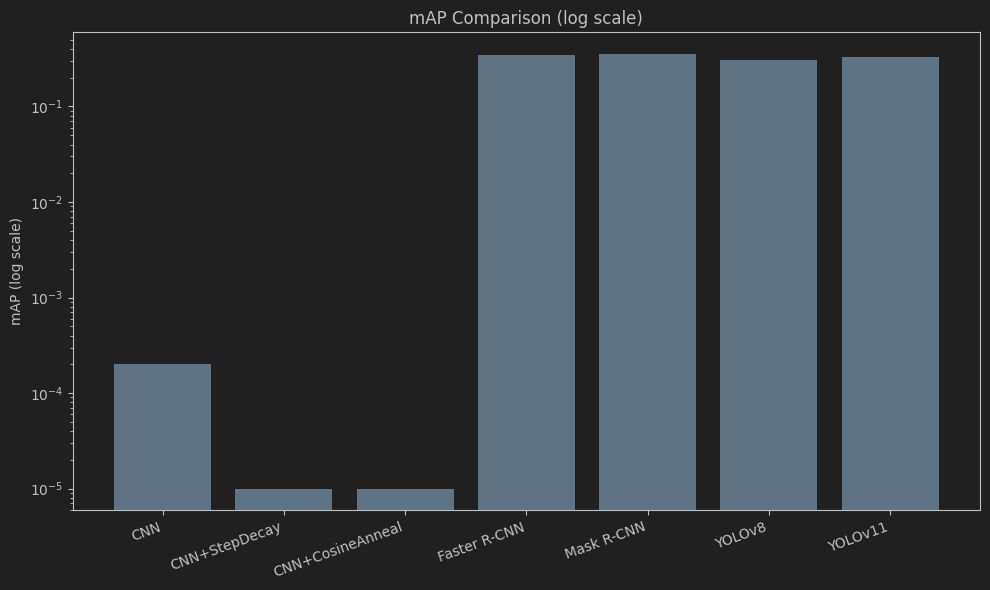 mAP Comparison (log scale)
mAP (log scale)
10⁻¹
10⁻²
10⁻³
10⁻⁴
10⁻⁵
CNN
CNN+StepDecay
CNN+CosineAnneal
Faster R-CNN
Mask R-CNN
YOLOv8
YOLOv11